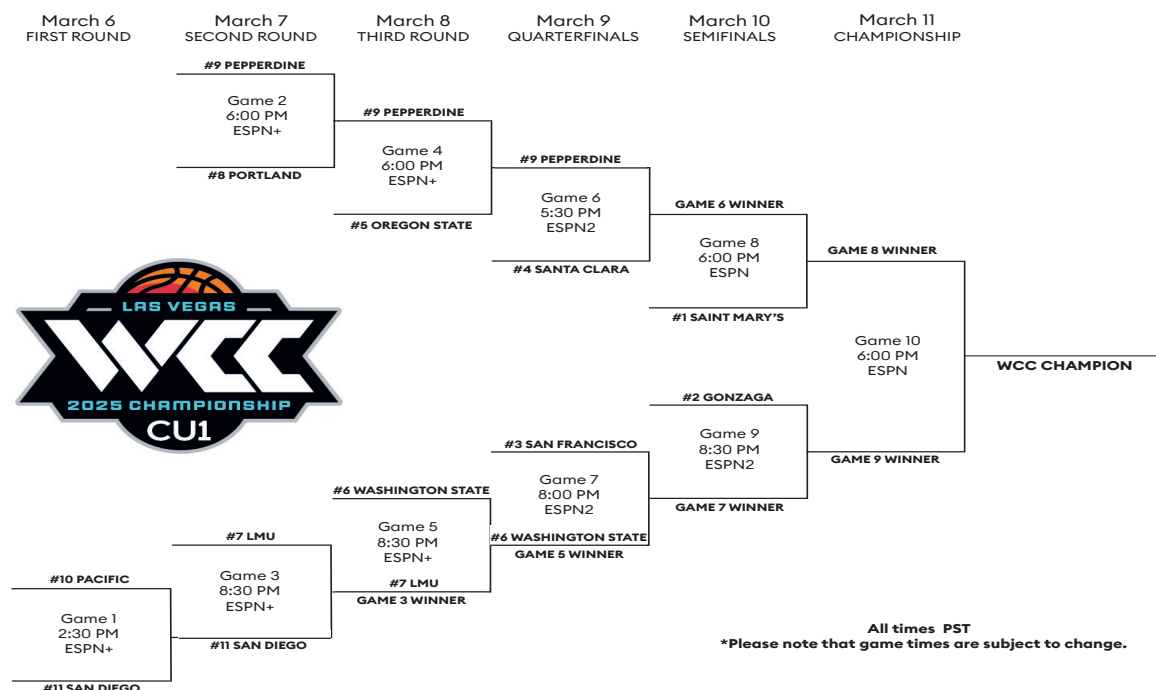 March 6
FIRST ROUND
March 7
SECOND ROUND
March 8
THIRD ROUND
March 9
QUARTERFINALS
March 10
SEMIFINALS
March 11
CHAMPIONSHIP
#9 PEPPERDINE
Game 2
6:00 PM
ESPN+
#8 PORTLAND
#9 PEPPERDINE
Game 4
6:00 PM
ESPN+
#5 OREGON STATE
#9 PEPPERDINE
Game 6
5:30 PM
ESPN2
#4 SANTA CLARA
GAME 6 WINNER
Game 8
6:00 PM
ESPN
#1 SAINT MARY'S
GAME 8 WINNER
Game 10
6:00 PM
ESPN
WCC CHAMPION
LAS VEGAS
WCC
2025 CHAMPIONSHIP
CU1
#2 GONZAGA
Game 9
8:30 PM
ESPN2
GAME 9 WINNER
#3 SAN FRANCISCO
Game 7
8:00 PM
ESPN2
GAME 7 WINNER
#6 WASHINGTON STATE
Game 5
8:30 PM
ESPN+
#6 WASHINGTON STATE
GAME 5 WINNER
#7 LMU
Game 3
8:30 PM
ESPN+
#7 LMU
GAME 3 WINNER
#10 PACIFIC
Game 1
2:30 PM
ESPN+
#11 SAN DIEGO
#11 SAN DIEGO
All times PST
*Please note that game times are subject to change.